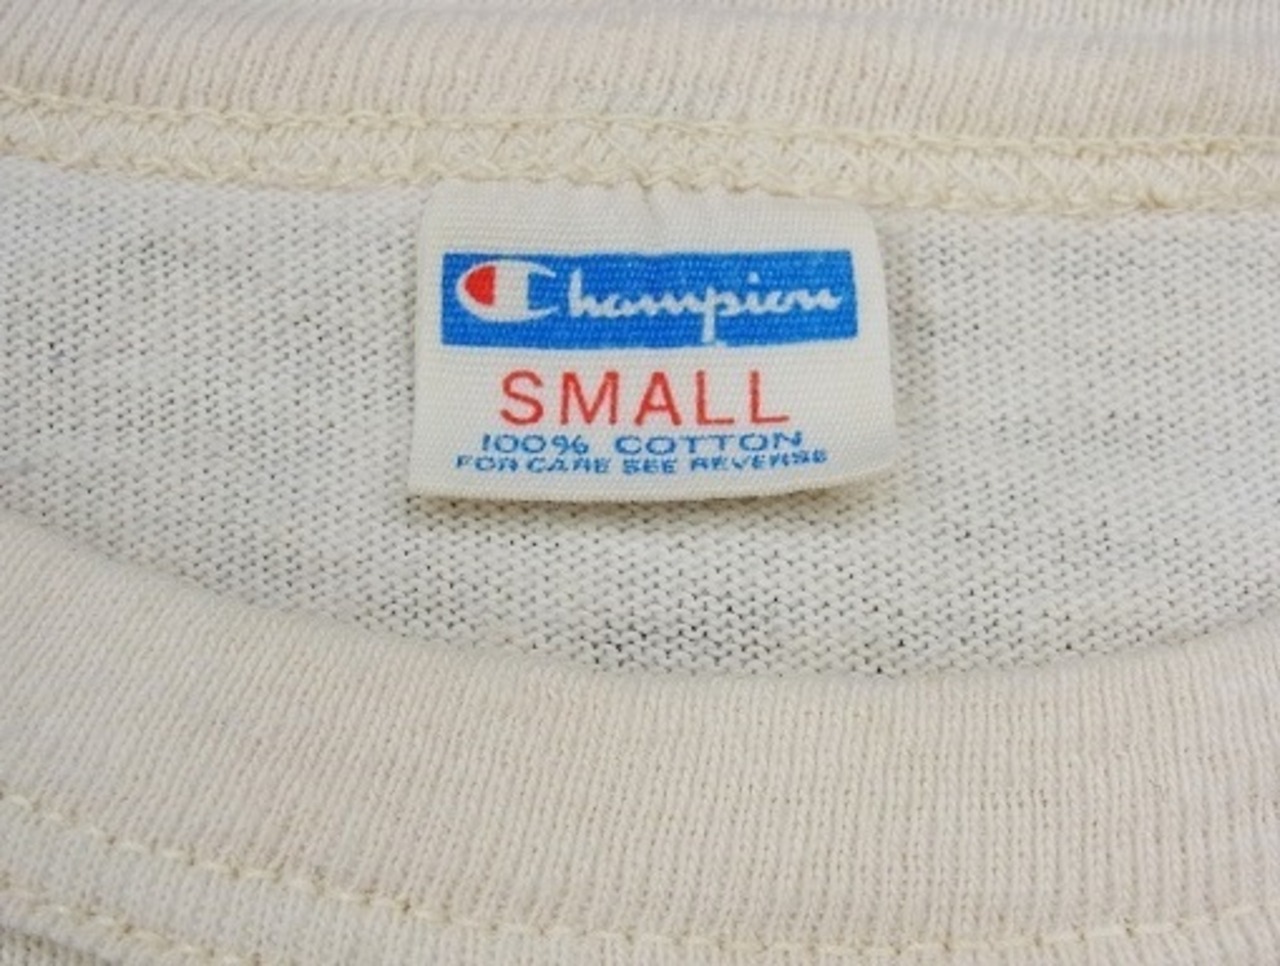 Champion
SMALL
100% COTTON
FOR CARE SEE REVERSE